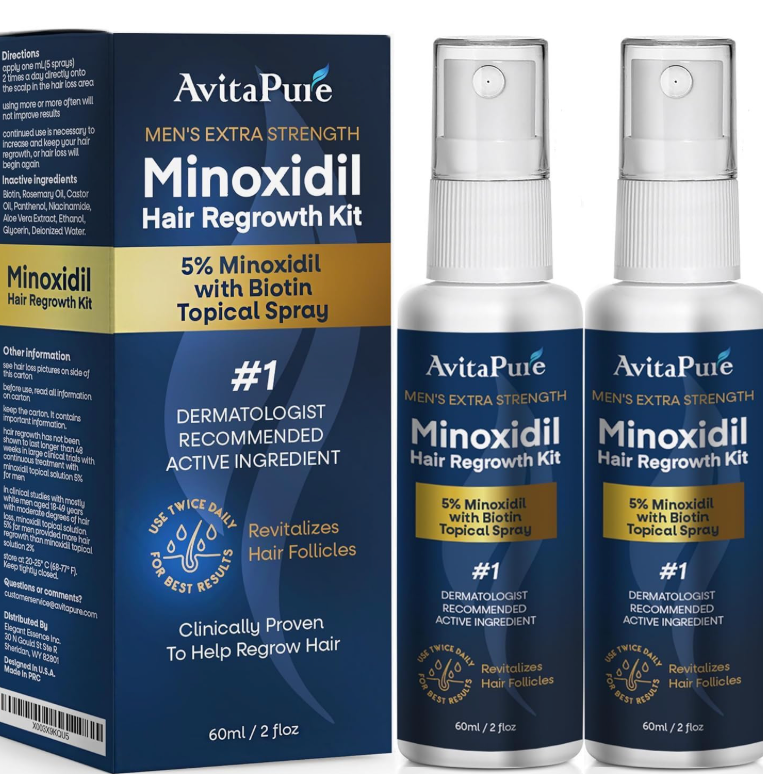 Directions
apply one mL(5 sprays)
2 times a day directly onto
the scalp in the hair loss area
using more or more often will
not improve results
continued use is necessary to
increase and keep your hair
regrowth, or hair loss will
begin again
Inactive ingredients
Biotin, Rosemary Oil, Castor
Oil, Panthenol, Niacinamide,
Aloe Vera Extract, Ethanol,
Glycerin, Deionized Water.
Minoxidil
Hair Regrowth Kit
Other information
see hair loss pictures on side of
this carton
before use, read all information
on carton
keep the carton. It contains
important information.
hair regrowth has not been
shown to last longer than 48
weeks in large clinical trials with
continuous treatment with
minoxidil topical solution 5%
for men
in clinical studies with mostly
white men aged 18-49 years
with moderate degrees of hair
loss, minoxidil topical solution
5% for men provided more hair
regrowth than minoxidil topical
solution 2%
store at 20-25° C (68-77° F).
Keep tightly closed.
Questions or comments?
customerservice@avitapure.com
Distributed By
Elegant Essence Inc.
30 N Gould St Ste R
Sheridan, WY 82801
Designed in U.S.A.
Made in PRC
X003X9KQU5
AvitaPure
MEN'S EXTRA STRENGTH
Minoxidil
Hair Regrowth Kit
5% Minoxidil
with Biotin
Topical Spray
#1
DERMATOLOGIST
RECOMMENDED
ACTIVE INGREDIENT
USE TWICE DAILY
FOR BEST RESULTS
Revitalizes
Hair Follicles
Clinically Proven
To Help Regrow Hair
60ml / 2 floz
AvitaPure
MEN'S EXTRA STRENGTH
Minoxidil
Hair Regrowth Kit
5% Minoxidil
with Biotin
Topical Spray
#1
DERMATOLOGIST
RECOMMENDED
ACTIVE INGREDIENT
USE TWICE DAILY
FOR BEST RESULTS
Revitalizes
Hair Follicles
60ml / 2 floz
AvitaPure
MEN'S EXTRA STRENGTH
Minoxidil
Hair Regrowth Kit
5% Minoxidil
with Biotin
Topical Spray
#1
DERMATOLOGIST
RECOMMENDED
ACTIVE INGREDIENT
USE TWICE DAILY
FOR BEST RESULTS
Revitalizes
Hair Follicles
60ml / 2 floz